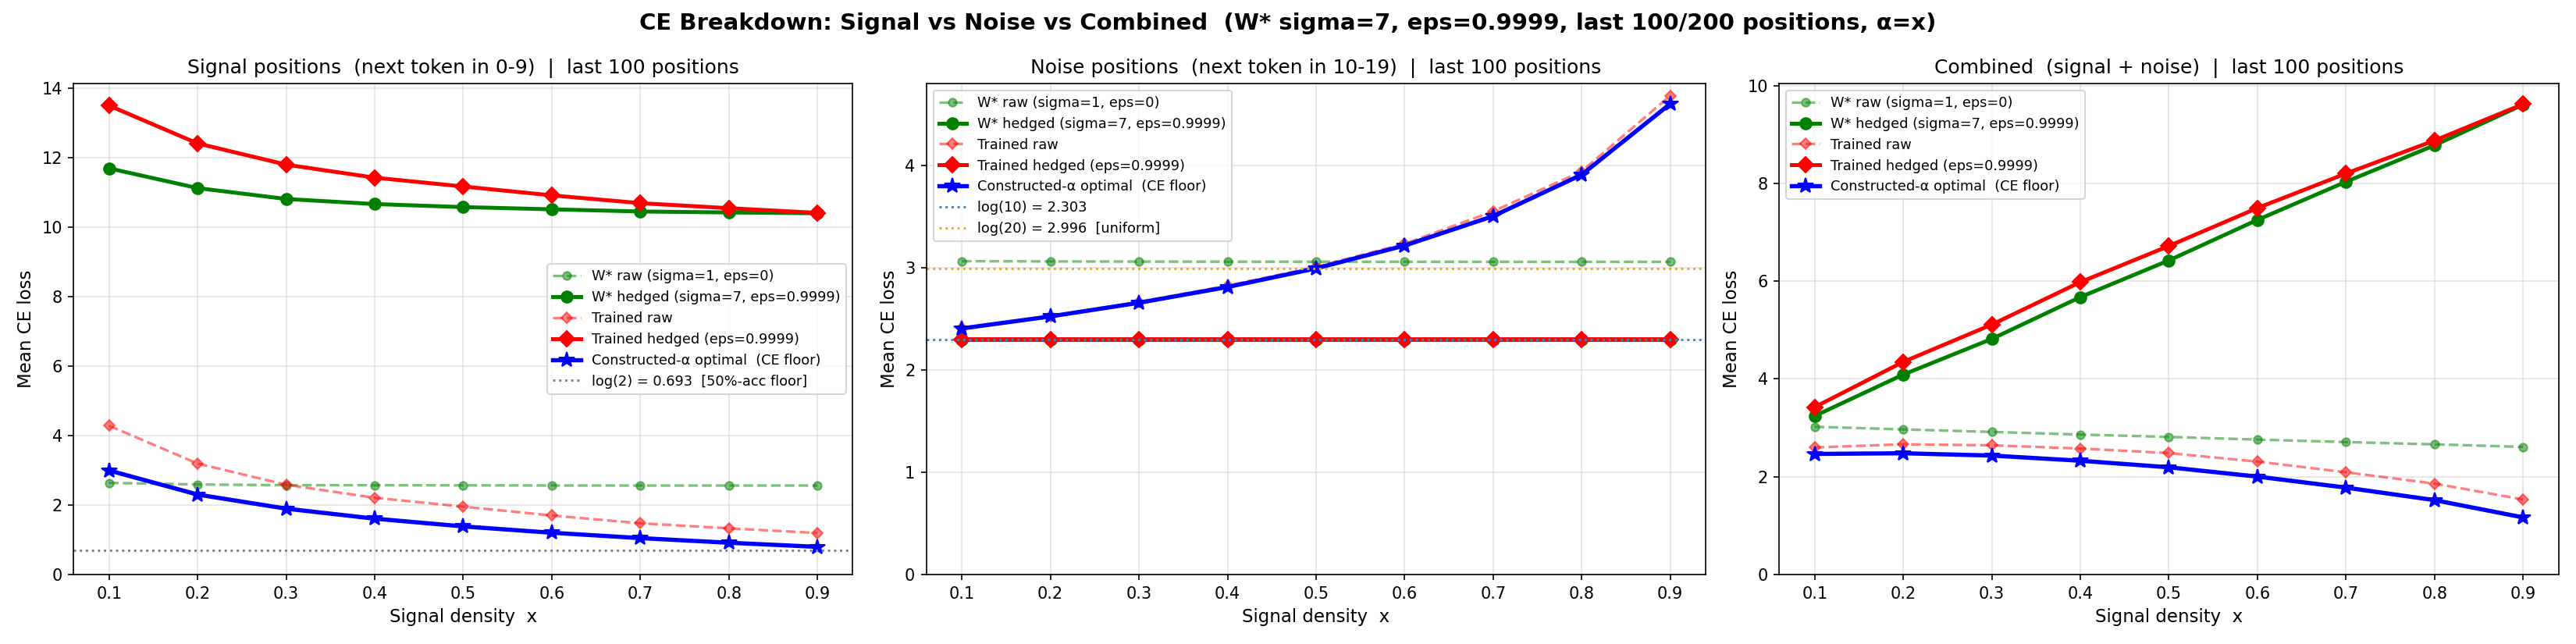 CE Breakdown: Signal vs Noise vs Combined  (W* sigma=7, eps=0.9999, last 100/200 positions, α=x)
Signal positions  (next token in 0-9)  |  last 100 positions
Mean CE loss
14
12
10
8
6
4
2
0
W* raw (sigma=1, eps=0)
W* hedged (sigma=7, eps=0.9999)
Trained raw
Trained hedged (eps=0.9999)
Constructed-α optimal  (CE floor)
log(2) = 0.693  [50%-acc floor]
0.1 0.2 0.3 0.4 0.5 0.6 0.7 0.8 0.9
Signal density  x
Noise positions  (next token in 10-19)  |  last 100 positions
Mean CE loss
4
3
2
1
0
W* raw (sigma=1, eps=0)
W* hedged (sigma=7, eps=0.9999)
Trained raw
Trained hedged (eps=0.9999)
Constructed-α optimal  (CE floor)
log(10) = 2.303
log(20) = 2.996  [uniform]
0.1 0.2 0.3 0.4 0.5 0.6 0.7 0.8 0.9
Signal density  x
Combined  (signal + noise)  |  last 100 positions
Mean CE loss
10
8
6
4
2
0
W* raw (sigma=1, eps=0)
W* hedged (sigma=7, eps=0.9999)
Trained raw
Trained hedged (eps=0.9999)
Constructed-α optimal  (CE floor)
0.1 0.2 0.3 0.4 0.5 0.6 0.7 0.8 0.9
Signal density  x